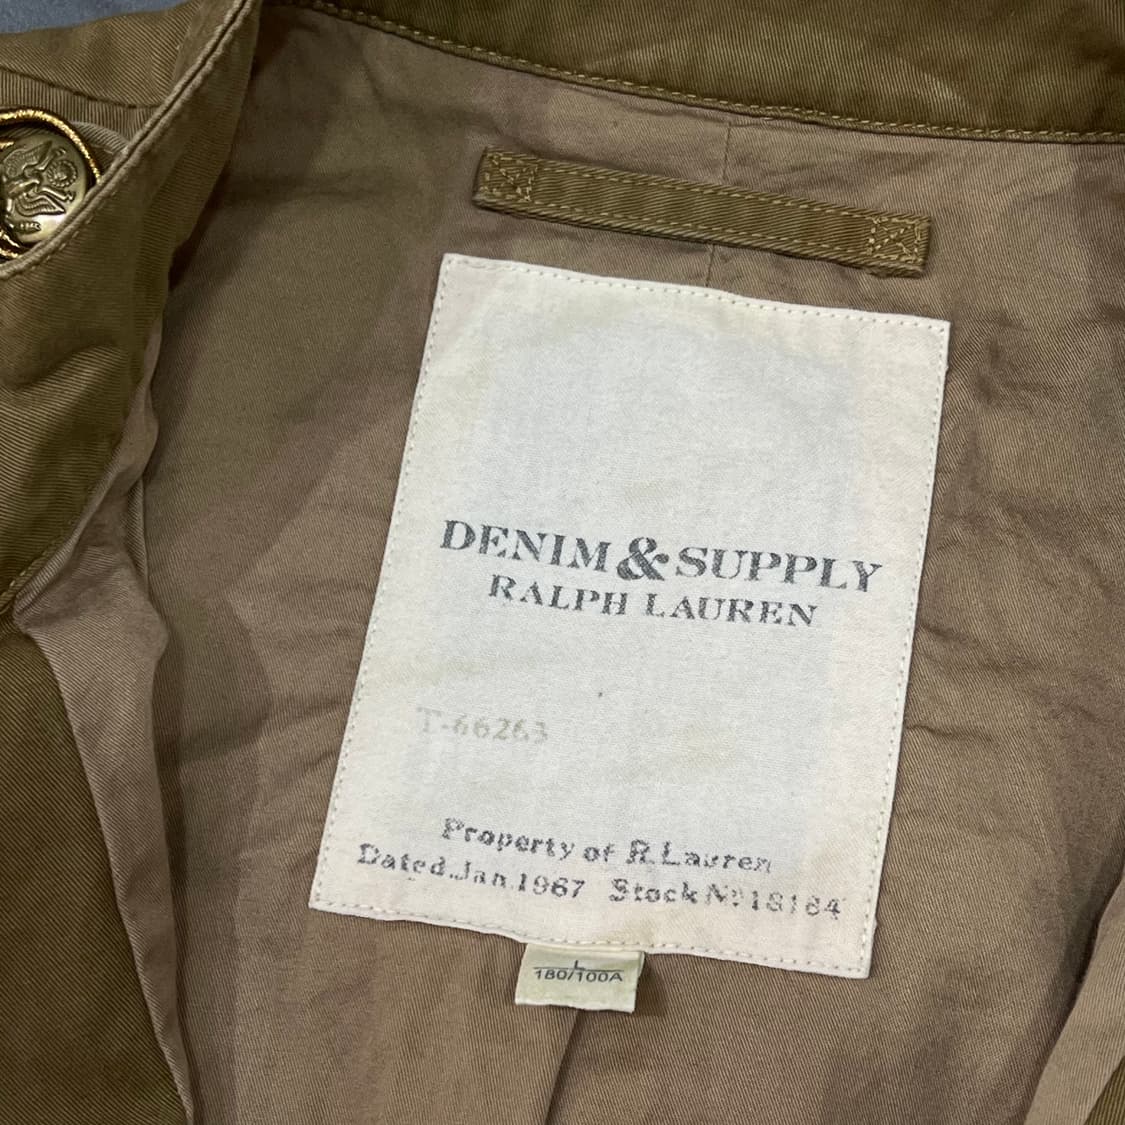 DENIM & SUPPLY
RALPH LAUREN
T-66263
Property of R. Lauren
Dated Jan. 1967 Stock Nº 18184
L
180/100A